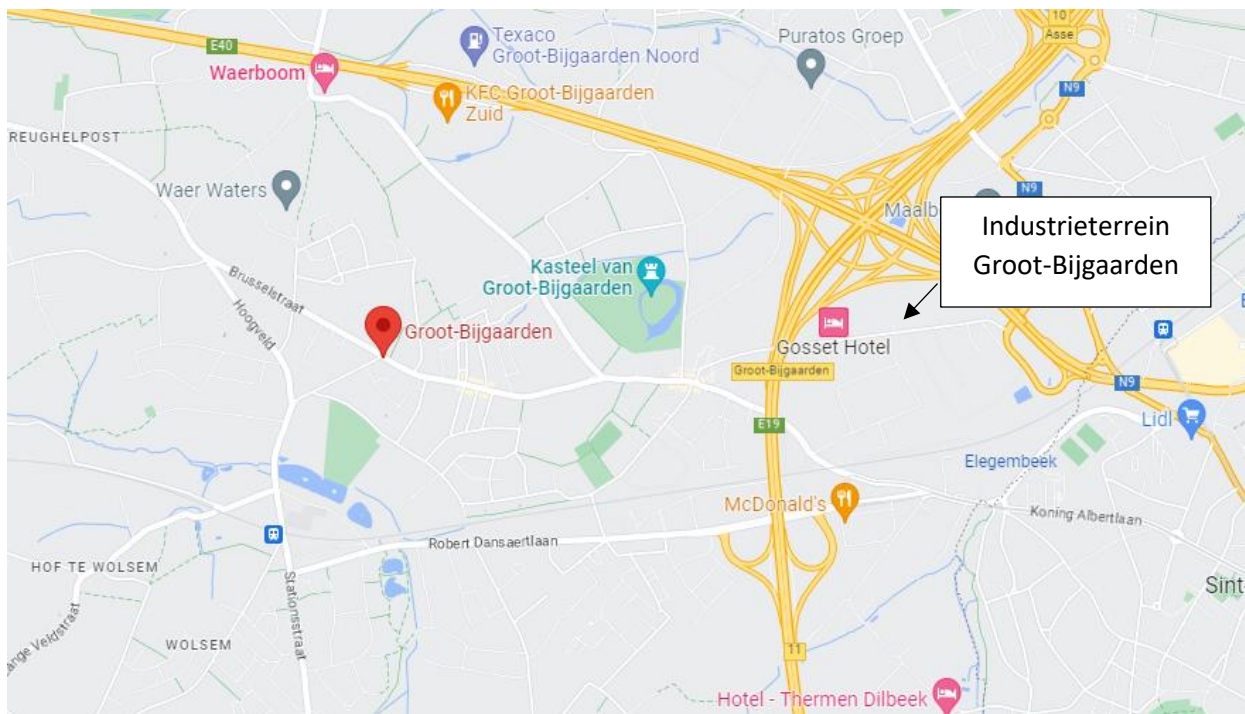 10
Asse
E40
Texaco
Groot-Bijgaarden Noord
Puratos Groep
Waerboom
N9
KFC Groot-Bijgaarden
Zuid
REUGHELPOST
Waer Waters
N9
Industrieterrein
Groot-Bijgaarden
Kasteel van
Groot-Bijgaarden
Brusselstraat
Hoogveld
Groot-Bijgaarden
Gosset Hotel
Groot-Bijgaarden
N9
E19
Lidl
Elegembeek
McDonald's
Koning Albertlaan
Robert Dansaertlaan
HOF TE WOLSEM
Stationsstraat
WOLSEM
11
Hotel - Thermen Dilbeek